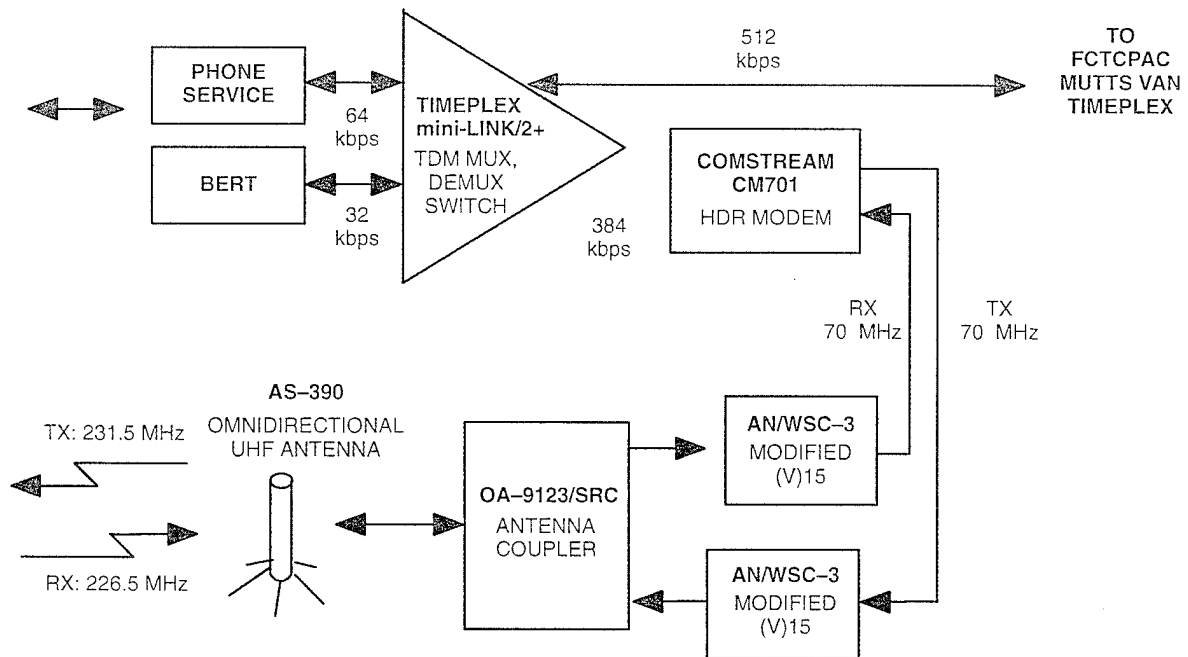 PHONE
SERVICE
64
kbps
BERT
32
kbps
TIMEPLEX
mini-LINK/2+
TDM MUX,
DEMUX
SWITCH
512
kbps
TO
FCTCPAC
MUTTS VAN
TIMEPLEX
384
kbps
COMSTREAM
CM701
HDR MODEM
RX
70 MHz
TX
70 MHz
AS–390
OMNIDIRECTIONAL
UHF ANTENNA
TX: 231.5 MHz
RX: 226.5 MHz
OA–9123/SRC
ANTENNA
COUPLER
AN/WSC–3
MODIFIED
(V)15
AN/WSC–3
MODIFIED
(V)15